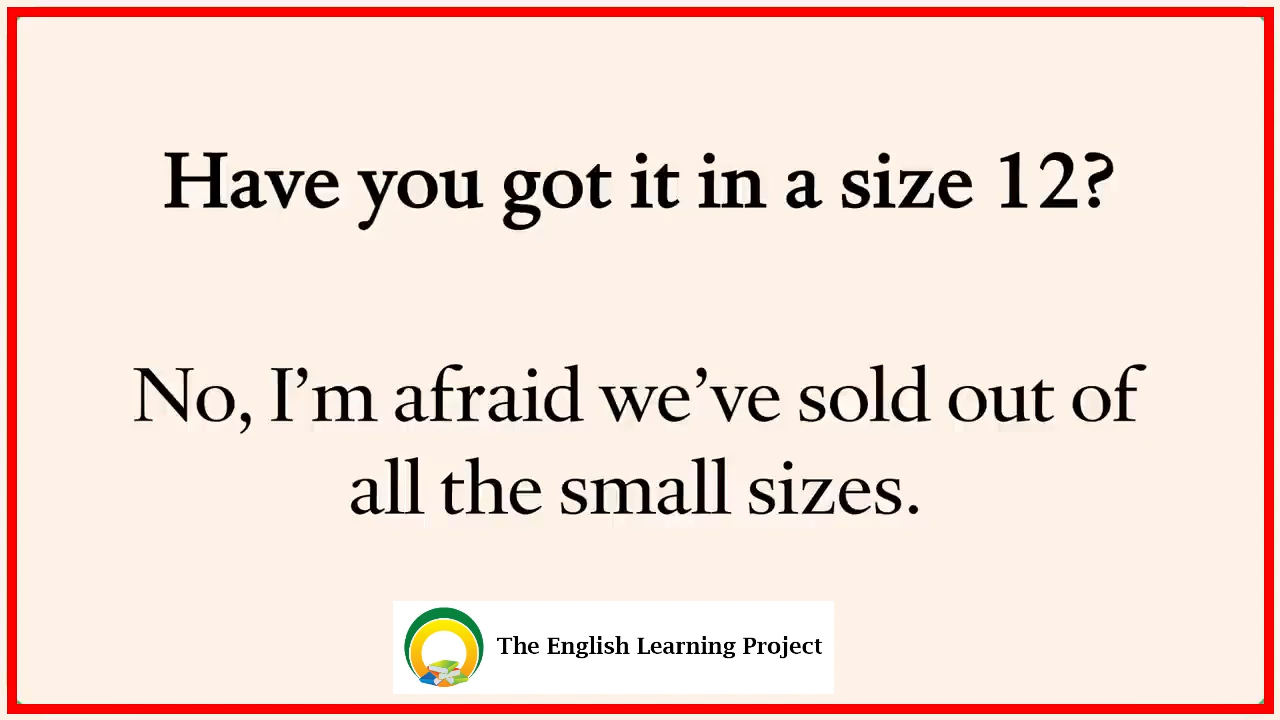 Have you got it in a size 12?
No, I’m afraid we’ve sold out of
all the small sizes.
The English Learning Project